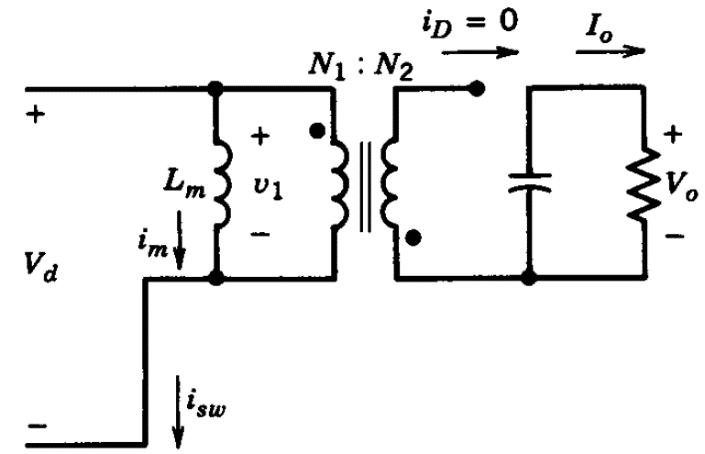 i_D = 0
I_o
N_1 : N_2
+
+
+
L_m
v_1
V_o
i_m
−
−
V_d
i_sw
−